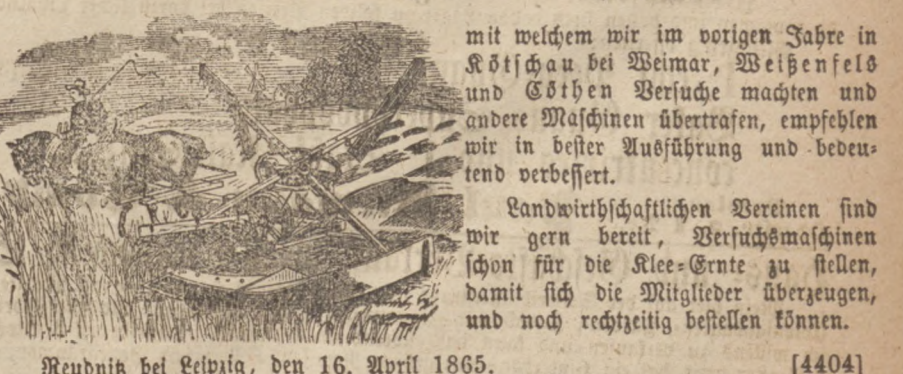 mit welchem wir im vorigen Jahre in
Kötschau bei Weimar, Weißenfels
und Cöthen Versuche machten und
andere Maschinen übertrafen, empfehlen
wir in bester Ausführung und bedeu-
tend verbessert.
Landwirthschaftlichen Vereinen sind
wir gern bereit, Versuchsmaschinen
schon für die Klee-Ernte zu stellen,
damit sich die Mitglieder überzeugen,
und noch rechtzeitig bestellen können.
Reudnitz bei Leipzig, den 16. April 1865. [4404]